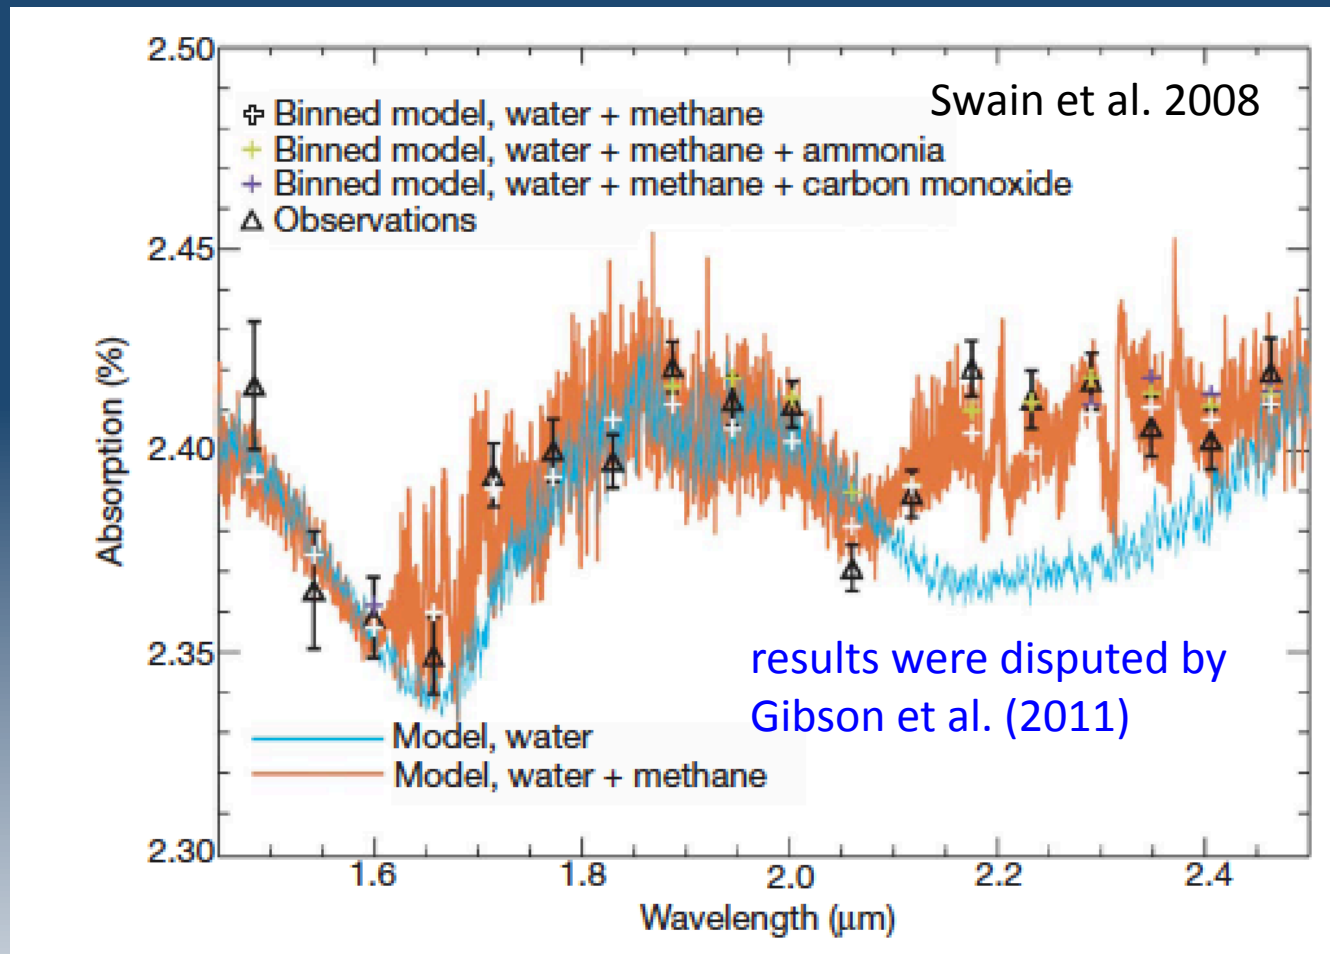 2.50
Swain et al. 2008
Binned model, water + methane
Binned model, water + methane + ammonia
Binned model, water + methane + carbon monoxide
Observations
2.45
2.40
Absorption (%)
2.35
results were disputed by
Gibson et al. (2011)
Model, water
Model, water + methane
2.30
1.6 1.8 2.0 2.2 2.4
Wavelength (µm)